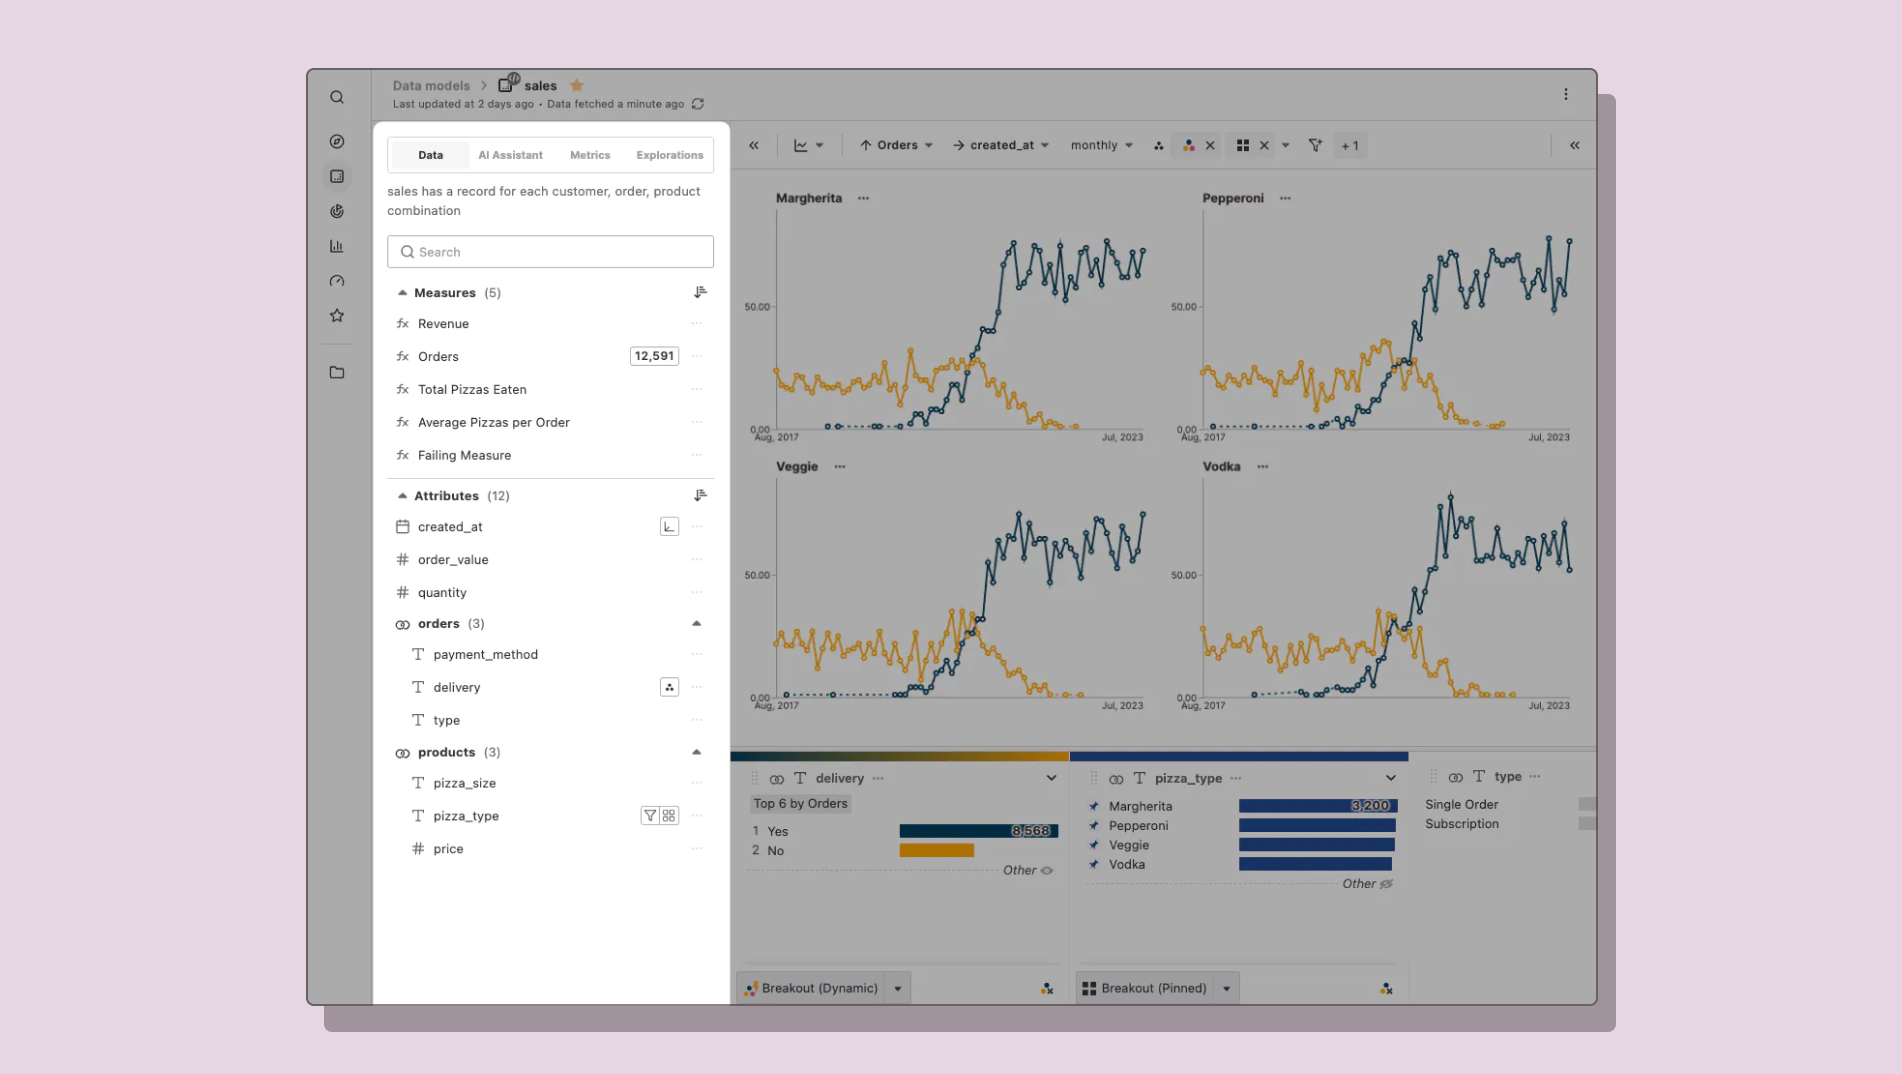 Data models > sales
Last updated at 2 days ago • Data fetched a minute ago
Data AI Assistant Metrics Explorations
sales has a record for each customer, order, product
combination
Search
Measures (5)
Revenue
Orders 12,591
Total Pizzas Eaten
Average Pizzas per Order
Failing Measure
Attributes (12)
created_at
order_value
quantity
orders (3)
payment_method
delivery
type
products (3)
pizza_size
pizza_type
price
Orders created_at monthly + 1
Margherita
50.00
0.00
Aug, 2017 Jul, 2023
Pepperoni
50.00
0.00
Aug, 2017 Jul, 2023
Veggie
50.00
0.00
Aug, 2017 Jul, 2023
Vodka
50.00
0.00
Aug, 2017 Jul, 2023
delivery
Top 6 by Orders
1 Yes 8,568
2 No
Other
Breakout (Dynamic)
pizza_type
Margherita 3,200
Pepperoni
Veggie
Vodka
Other
Breakout (Pinned)
type
Single Order
Subscription